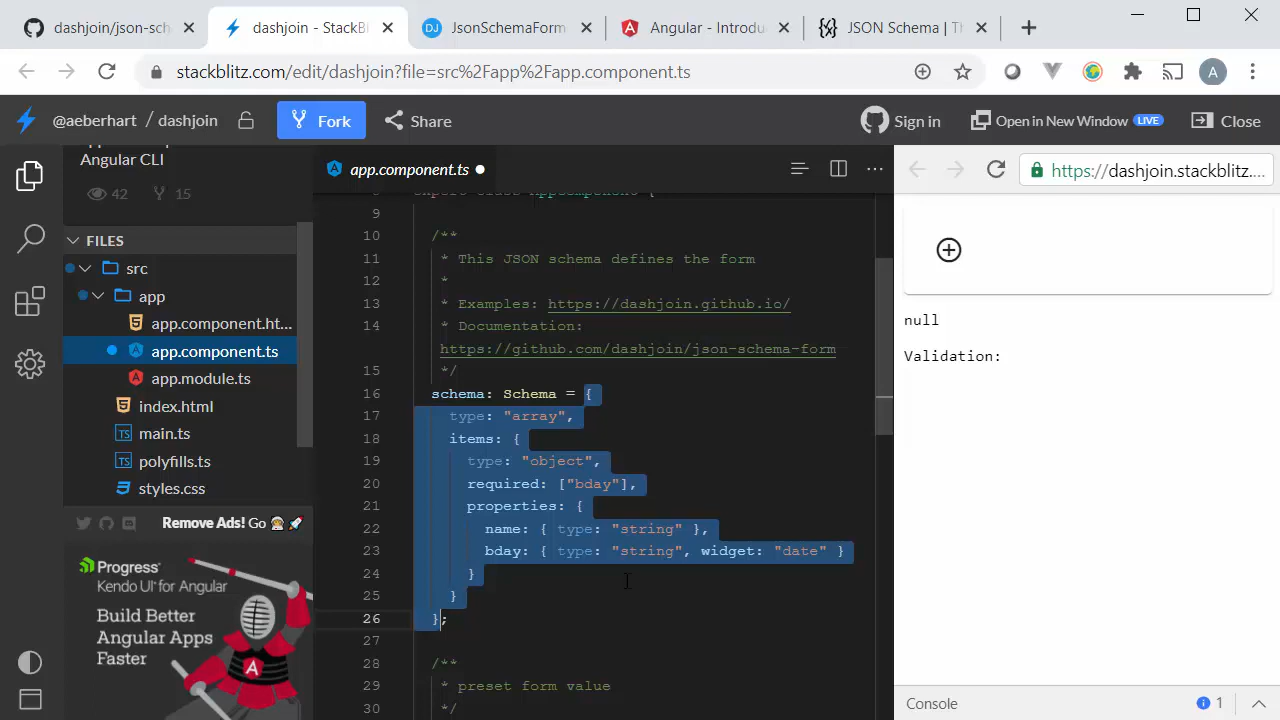 dashjoin/json-sch
dashjoin - StackBl
DJ
JsonSchemaForm
Angular - Introdu
JSON Schema | Th
stackblitz.com/edit/dashjoin?file=src%2Fapp%2Fapp.component.ts
A
@aeberhart / dashjoin
Fork
Share
Sign in
Open in New Window LIVE
Close
Angular CLI
42
15
FILES
src
app
app.component.ht...
app.component.ts
app.module.ts
index.html
TS main.ts
TS polyfills.ts
styles.css
Remove Ads! Go
Progress
Kendo UI for Angular
Build Better
Angular Apps
Faster
app.component.ts
9
10 /**
11 * This JSON schema defines the form
12 *
13 * Examples: https://dashjoin.github.io/
14 * Documentation:
https://github.com/dashjoin/json-schema-form
15 */
16 schema: Schema = {
17 type: "array",
18 items: {
19 type: "object",
20 required: ["bday"],
21 properties: {
22 name: { type: "string" },
23 bday: { type: "string", widget: "date" }
24 }
25 }
26 };
27
28 /**
29 * preset form value
30 */
https://dashjoin.stackblitz....
null
Validation:
Console
1